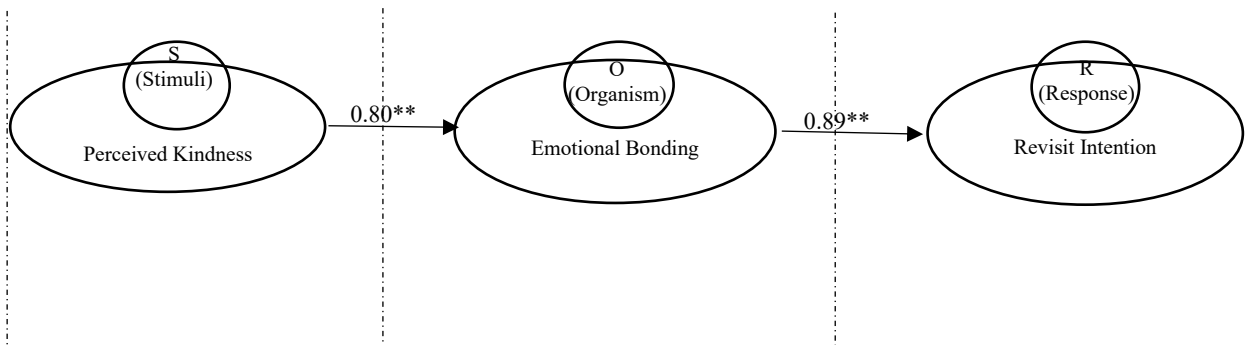 S
(Stimuli)
Perceived Kindness
0.80**
O
(Organism)
Emotional Bonding
0.89**
R
(Response)
Revisit Intention